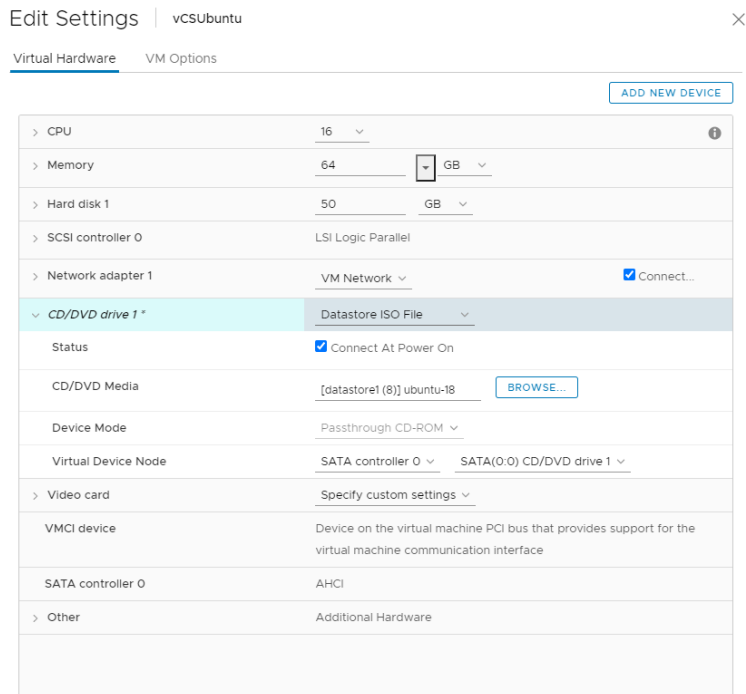 Edit Settings vCSUbuntu
Virtual Hardware VM Options
ADD NEW DEVICE
CPU 16
Memory 64 GB
Hard disk 1 50 GB
SCSI controller 0 LSI Logic Parallel
Network adapter 1 VM Network Connect...
CD/DVD drive 1 * Datastore ISO File
Status Connect At Power On
CD/DVD Media [datastore1 (8)] ubuntu-18 BROWSE...
Device Mode Passthrough CD-ROM
Virtual Device Node SATA controller 0 SATA(0:0) CD/DVD drive 1
Video card Specify custom settings
VMCI device Device on the virtual machine PCI bus that provides support for the
virtual machine communication interface
SATA controller 0 AHCI
Other Additional Hardware